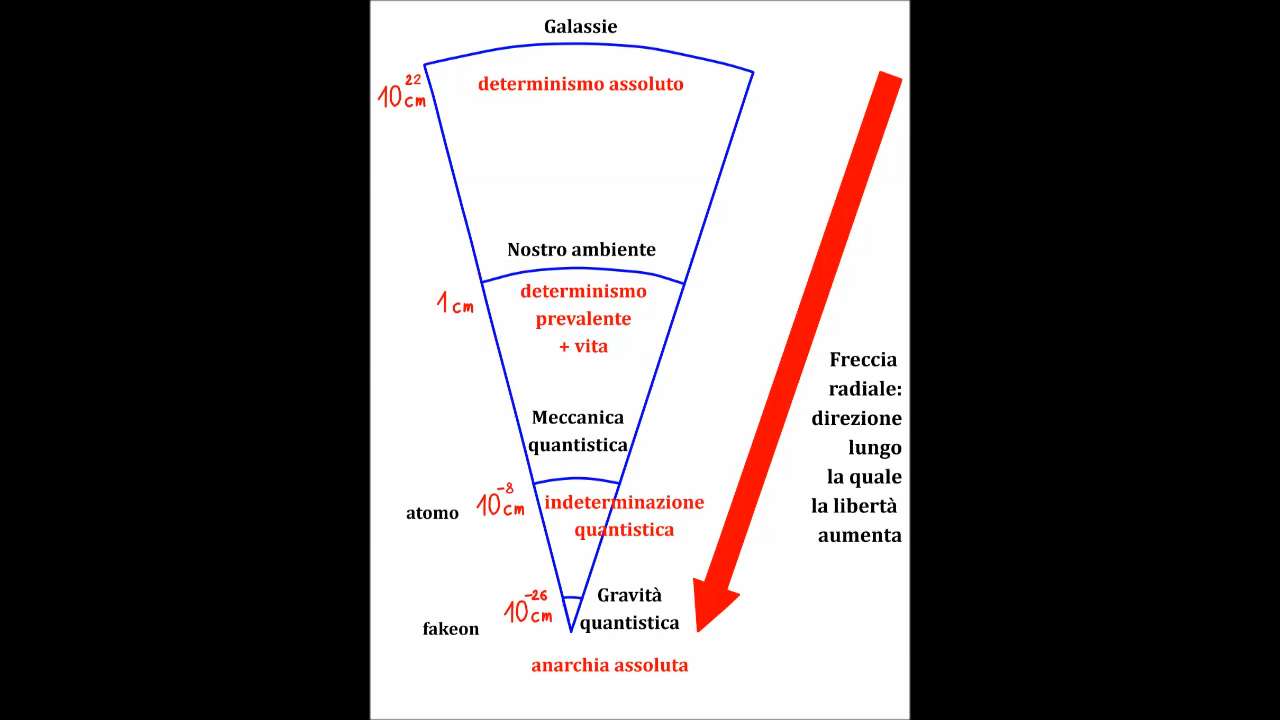 Galassie
10^22 cm
determinismo assoluto
Nostro ambiente
1 cm
determinismo
prevalente
+ vita
Freccia
radiale:
direzione
lungo
la quale
la libertà
aumenta
Meccanica
quantistica
atomo
10^-8 cm
indeterminazione
quantistica
10^-26 cm
fakeon
Gravità
quantistica
anarchia assoluta